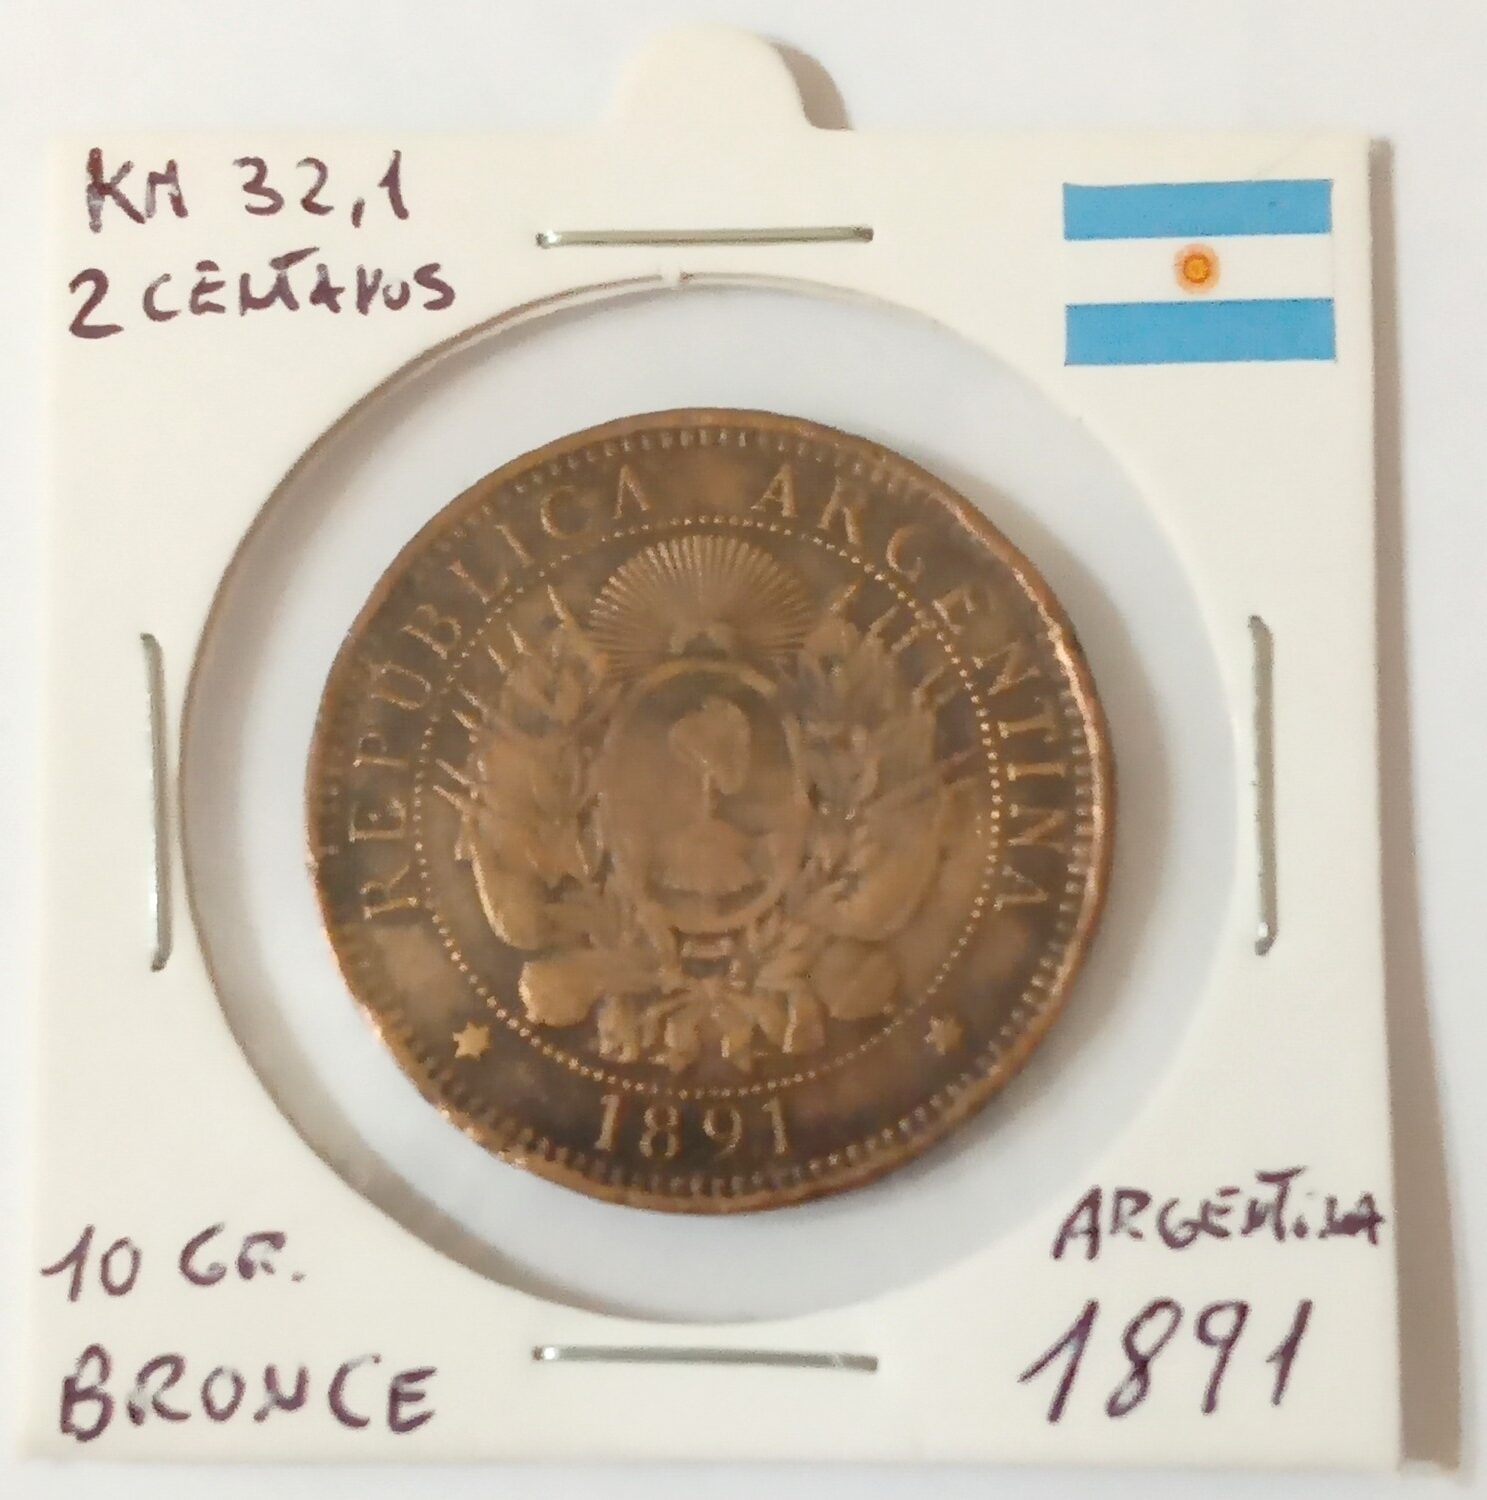 KM 32,1
2 CENTAVOS
REPUBLICA ARGENTINA
1891
10 GR.
BRONCE
ARGENTINA
1891